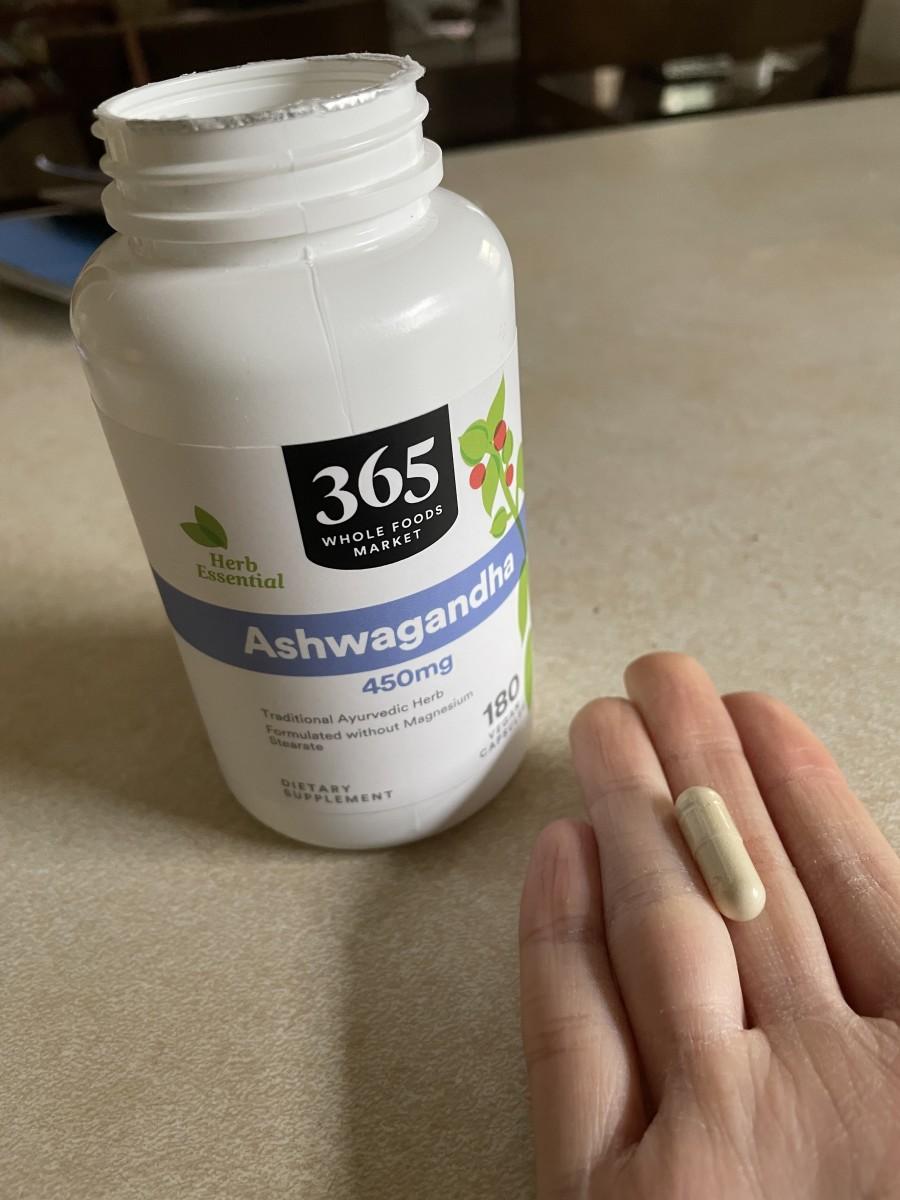 365
WHOLE FOODS
MARKET
Herb
Essential
Ashwagandha
450mg
Traditional Ayurvedic Herb
Formulated without Magnesium
Stearate
180
VEGAN
CAPSULES
DIETARY
SUPPLEMENT